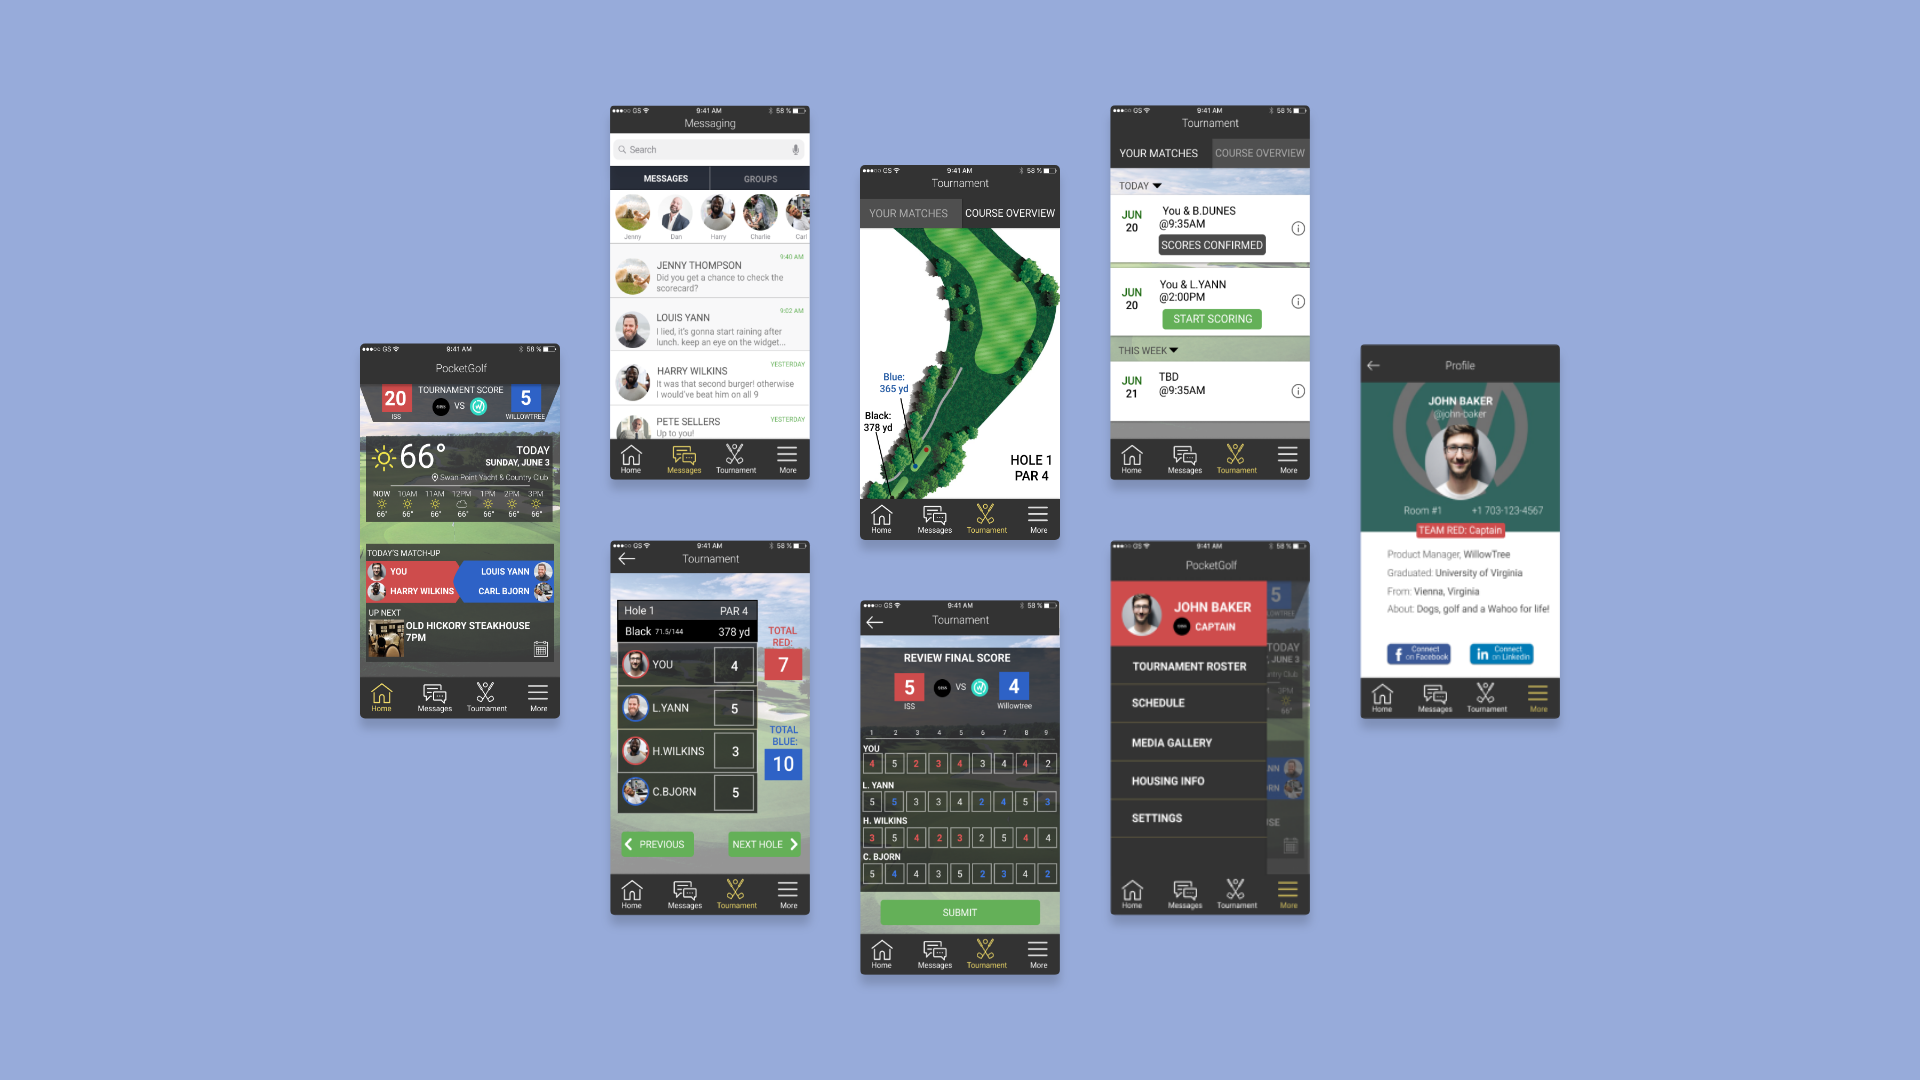 GS 9:41 AM 58 %
PocketGolf
20 TOURNAMENT SCORE 5
VS
ISS WILLOWTREE
66° TODAY
SUNDAY, JUNE 3
Swan Point Yacht & Country Club
NOW 10AM 11AM 12PM 1PM 2PM 3PM
66° 66° 66° 66° 66° 66° 66°
TODAY'S MATCH-UP
YOU LOUIS YANN
HARRY WILKINS CARL BJORN
UP NEXT
OLD HICKORY STEAKHOUSE
7PM
Home Messages Tournament More
GS 9:41 AM 58 %
Messaging
Search
MESSAGES GROUPS
Jenny Dan Harry Charlie Carl
9:40 AM
JENNY THOMPSON
Did you get a chance to check the
scorecard?
9:02 AM
LOUIS YANN
I lied, it's gonna start raining after
lunch. keep an eye on the widget...
YESTERDAY
HARRY WILKINS
It was that second burger! otherwise
I would've beat him on all 9
YESTERDAY
PETE SELLERS
Up to you!
Home Messages Tournament More
GS 9:41 AM 58 %
Tournament
Hole 1 PAR 4
Black 71.5/144 378 yd
TOTAL
RED:
7
YOU 4
L.YANN 5
TOTAL
BLUE:
10
H.WILKINS 3
C.BJORN 5
PREVIOUS NEXT HOLE
Home Messages Tournament More
GS 9:41 AM 58 %
Tournament
YOUR MATCHES COURSE OVERVIEW
Blue:
365 yd
Black:
378 yd
HOLE 1
PAR 4
Home Messages Tournament More
GS 9:41 AM 58 %
Tournament
REVIEW FINAL SCORE
5 VS 4
ISS Willowtree
1 2 3 4 5 6 7 8 9
YOU
4 5 2 3 4 3 4 4 2
L. YANN
5 5 3 3 4 2 4 5 3
H. WILKINS
3 5 4 2 3 2 5 4 4
C. BJORN
5 4 4 3 5 2 3 4 2
SUBMIT
Home Messages Tournament More
GS 9:41 AM 58 %
Tournament
YOUR MATCHES COURSE OVERVIEW
TODAY
JUN
20
You & B.DUNES
@9:35AM
SCORES CONFIRMED
JUN
20
You & L.YANN
@2:00PM
START SCORING
THIS WEEK
JUN
21
TBD
@9:35AM
Home Messages Tournament More
GS 9:41 AM 58 %
PocketGolf
JOHN BAKER
CAPTAIN
TOURNAMENT ROSTER
SCHEDULE
MEDIA GALLERY
HOUSING INFO
SETTINGS
5
TODAY
Home Messages Tournament More
Profile
JOHN BAKER
@john-baker
Room #1 +1 703-123-4567
TEAM RED: Captain
Product Manager, WillowTree
Graduated: University of Virginia
From: Vienna, Virginia
About: Dogs, golf and a Wahoo for life!
Connect
on Facebook
Connect
on Linkedin
Home Messages Tournament More